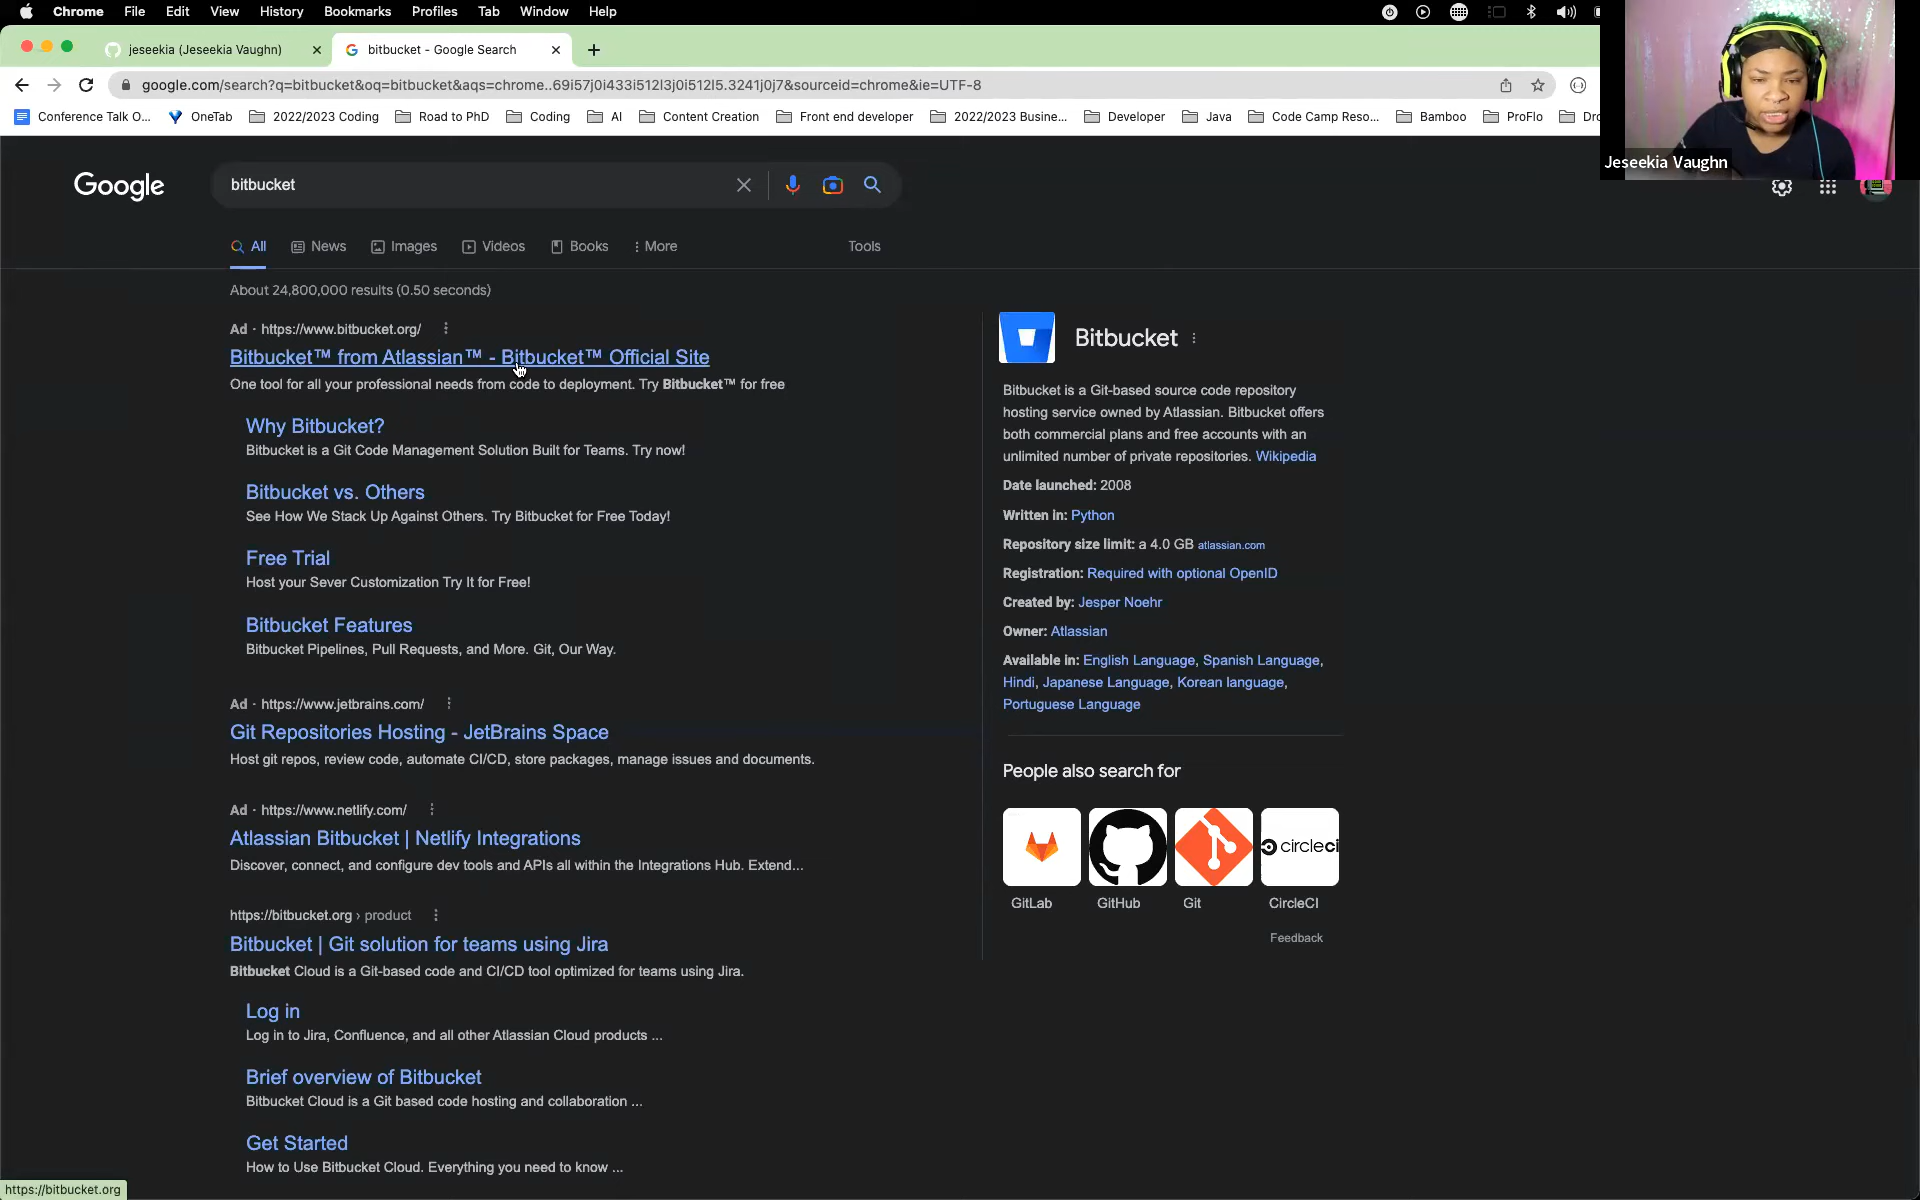 Chrome File Edit View History Bookmarks Profiles Tab Window Help
jeseekia (Jeseekia Vaughn)
bitbucket - Google Search
google.com/search?q=bitbucket&oq=bitbucket&aqs=chrome..69i57j0i433i512l3j0i512l5.3241j0j7&sourceid=chrome&ie=UTF-8
Conference Talk O... OneTab 2022/2023 Coding Road to PhD Coding AI Content Creation Front end developer 2022/2023 Busine... Developer Java Code Camp Reso... Bamboo ProFlo
Jeseekia Vaughn
Google
bitbucket
All News Images Videos Books More Tools
About 24,800,000 results (0.50 seconds)
Ad · https://www.bitbucket.org/
Bitbucket™ from Atlassian™ - Bitbucket™ Official Site
One tool for all your professional needs from code to deployment. Try Bitbucket™ for free
Why Bitbucket?
Bitbucket is a Git Code Management Solution Built for Teams. Try now!
Bitbucket vs. Others
See How We Stack Up Against Others. Try Bitbucket for Free Today!
Free Trial
Host your Sever Customization Try It for Free!
Bitbucket Features
Bitbucket Pipelines, Pull Requests, and More. Git, Our Way.
Ad · https://www.jetbrains.com/
Git Repositories Hosting - JetBrains Space
Host git repos, review code, automate CI/CD, store packages, manage issues and documents.
Ad · https://www.netlify.com/
Atlassian Bitbucket | Netlify Integrations
Discover, connect, and configure dev tools and APIs all within the Integrations Hub. Extend...
https://bitbucket.org › product
Bitbucket | Git solution for teams using Jira
Bitbucket Cloud is a Git-based code and CI/CD tool optimized for teams using Jira.
Log in
Log in to Jira, Confluence, and all other Atlassian Cloud products ...
Brief overview of Bitbucket
Bitbucket Cloud is a Git based code hosting and collaboration ...
Get Started
How to Use Bitbucket Cloud. Everything you need to know ...
Bitbucket
Bitbucket is a Git-based source code repository
hosting service owned by Atlassian. Bitbucket offers
both commercial plans and free accounts with an
unlimited number of private repositories. Wikipedia
Date launched: 2008
Written in: Python
Repository size limit: a 4.0 GB atlassian.com
Registration: Required with optional OpenID
Created by: Jesper Noehr
Owner: Atlassian
Available in: English Language, Spanish Language,
Hindi, Japanese Language, Korean language,
Portuguese Language
People also search for
circleci
GitLab GitHub Git CircleCI
Feedback
https://bitbucket.org